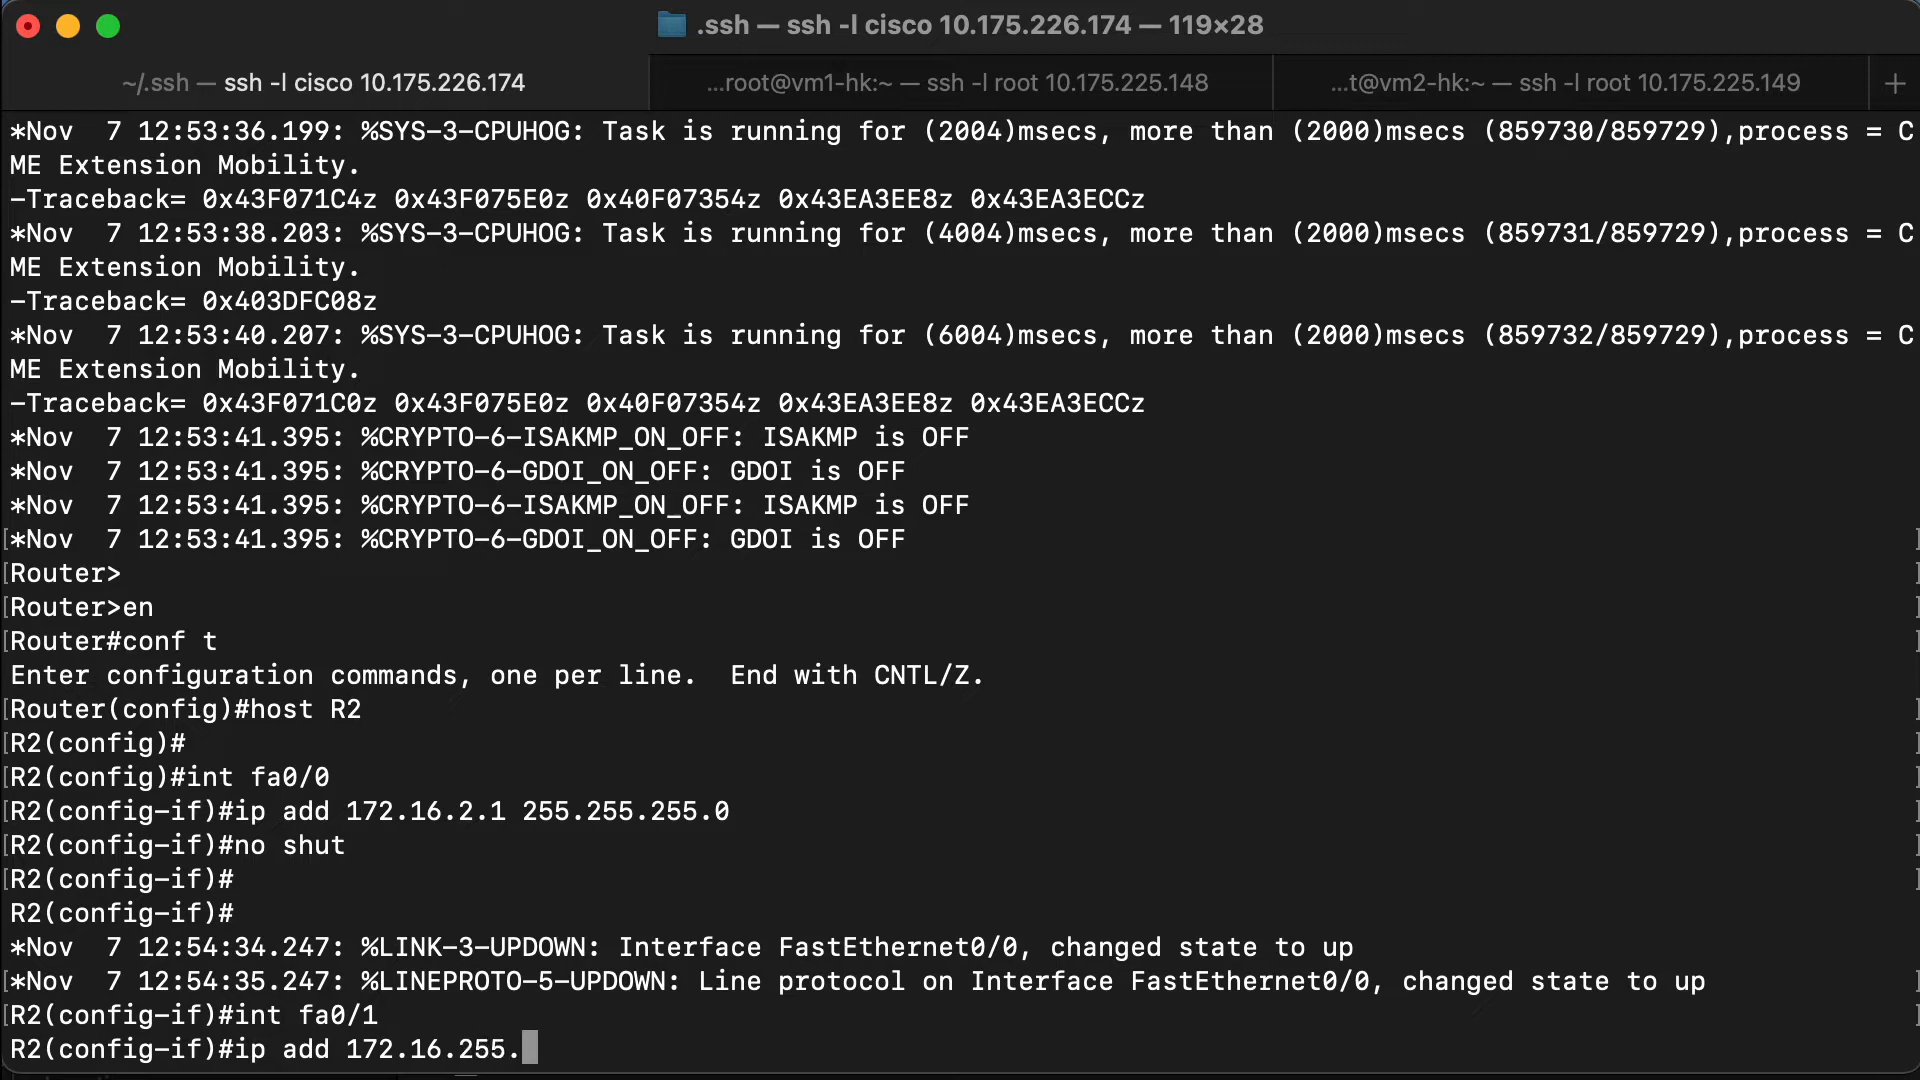 .ssh — ssh -l cisco 10.175.226.174 — 119×28
~/.ssh — ssh -l cisco 10.175.226.174
...root@vm1-hk:~ — ssh -l root 10.175.225.148
...t@vm2-hk:~ — ssh -l root 10.175.225.149
+
*Nov  7 12:53:36.199: %SYS-3-CPUHOG: Task is running for (2004)msecs, more than (2000)msecs (859730/859729),process = C
ME Extension Mobility.
-Traceback= 0x43F071C4z 0x43F075E0z 0x40F07354z 0x43EA3EE8z 0x43EA3ECCz
*Nov  7 12:53:38.203: %SYS-3-CPUHOG: Task is running for (4004)msecs, more than (2000)msecs (859731/859729),process = C
ME Extension Mobility.
-Traceback= 0x403DFC08z
*Nov  7 12:53:40.207: %SYS-3-CPUHOG: Task is running for (6004)msecs, more than (2000)msecs (859732/859729),process = C
ME Extension Mobility.
-Traceback= 0x43F071C0z 0x43F075E0z 0x40F07354z 0x43EA3EE8z 0x43EA3ECCz
*Nov  7 12:53:41.395: %CRYPTO-6-ISAKMP_ON_OFF: ISAKMP is OFF
*Nov  7 12:53:41.395: %CRYPTO-6-GDOI_ON_OFF: GDOI is OFF
*Nov  7 12:53:41.395: %CRYPTO-6-ISAKMP_ON_OFF: ISAKMP is OFF
*Nov  7 12:53:41.395: %CRYPTO-6-GDOI_ON_OFF: GDOI is OFF
Router>
Router>en
Router#conf t
Enter configuration commands, one per line.  End with CNTL/Z.
Router(config)#host R2
R2(config)#
R2(config)#int fa0/0
R2(config-if)#ip add 172.16.2.1 255.255.255.0
R2(config-if)#no shut
R2(config-if)#
R2(config-if)#
*Nov  7 12:54:34.247: %LINK-3-UPDOWN: Interface FastEthernet0/0, changed state to up
*Nov  7 12:54:35.247: %LINEPROTO-5-UPDOWN: Line protocol on Interface FastEthernet0/0, changed state to up
R2(config-if)#int fa0/1
R2(config-if)#ip add 172.16.255.